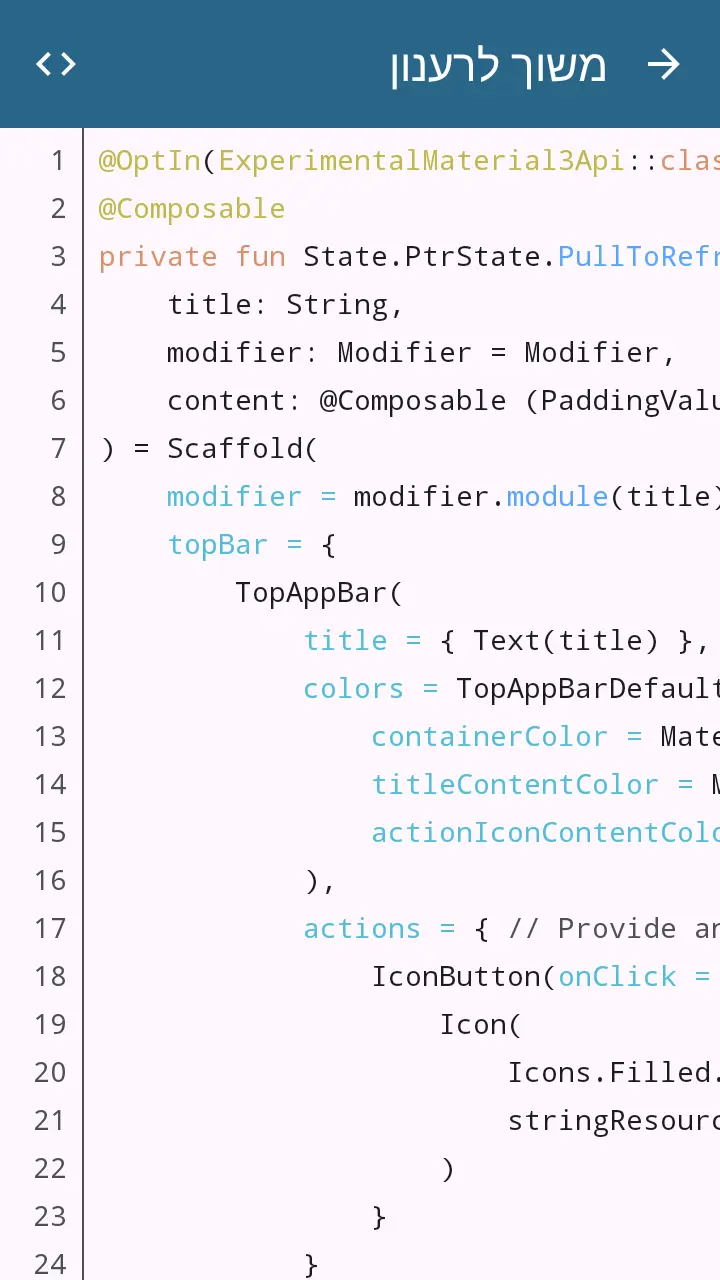 משוך לרענון
1 @OptIn(ExperimentalMaterial3Api::clas
2 @Composable
3 private fun State.PtrState.PullToRefr
4     title: String,
5     modifier: Modifier = Modifier,
6     content: @Composable (PaddingValu
7 ) = Scaffold(
8     modifier = modifier.module(title)
9     topBar = {
10         TopAppBar(
11             title = { Text(title) },
12             colors = TopAppBarDefault
13                 containerColor = Mate
14                 titleContentColor = M
15                 actionIconContentColo
16             ),
17             actions = { // Provide an
18                 IconButton(onClick =
19                     Icon(
20                         Icons.Filled.
21                         stringResourc
22                     )
23                 }
24             }